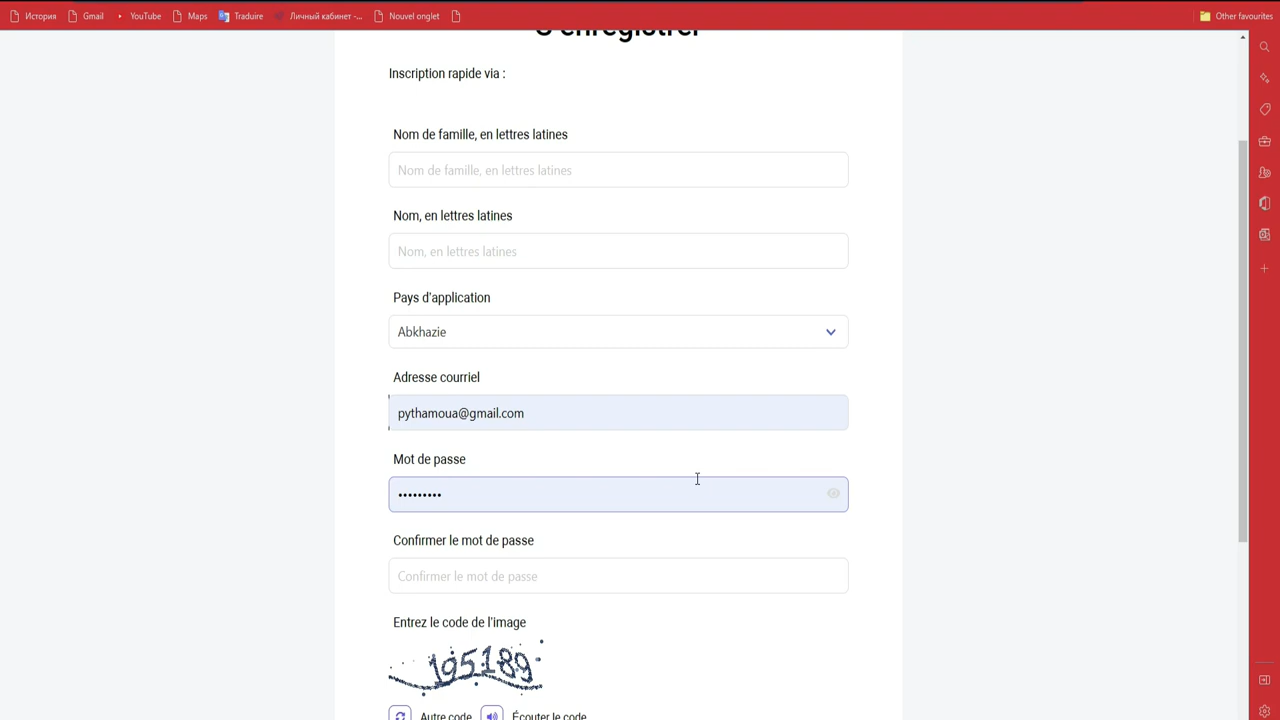 История Gmail YouTube Maps Traduire Личный кабинет -... Nouvel onglet Other favourites
S'enregistrer
Inscription rapide via :
Nom de famille, en lettres latines
Nom de famille, en lettres latines
Nom, en lettres latines
Nom, en lettres latines
Pays d'application
Abkhazie
Adresse courriel
pythamoua@gmail.com
Mot de passe
•••••••••
Confirmer le mot de passe
Confirmer le mot de passe
Entrez le code de l'image
195189
Autre code Écouter le code